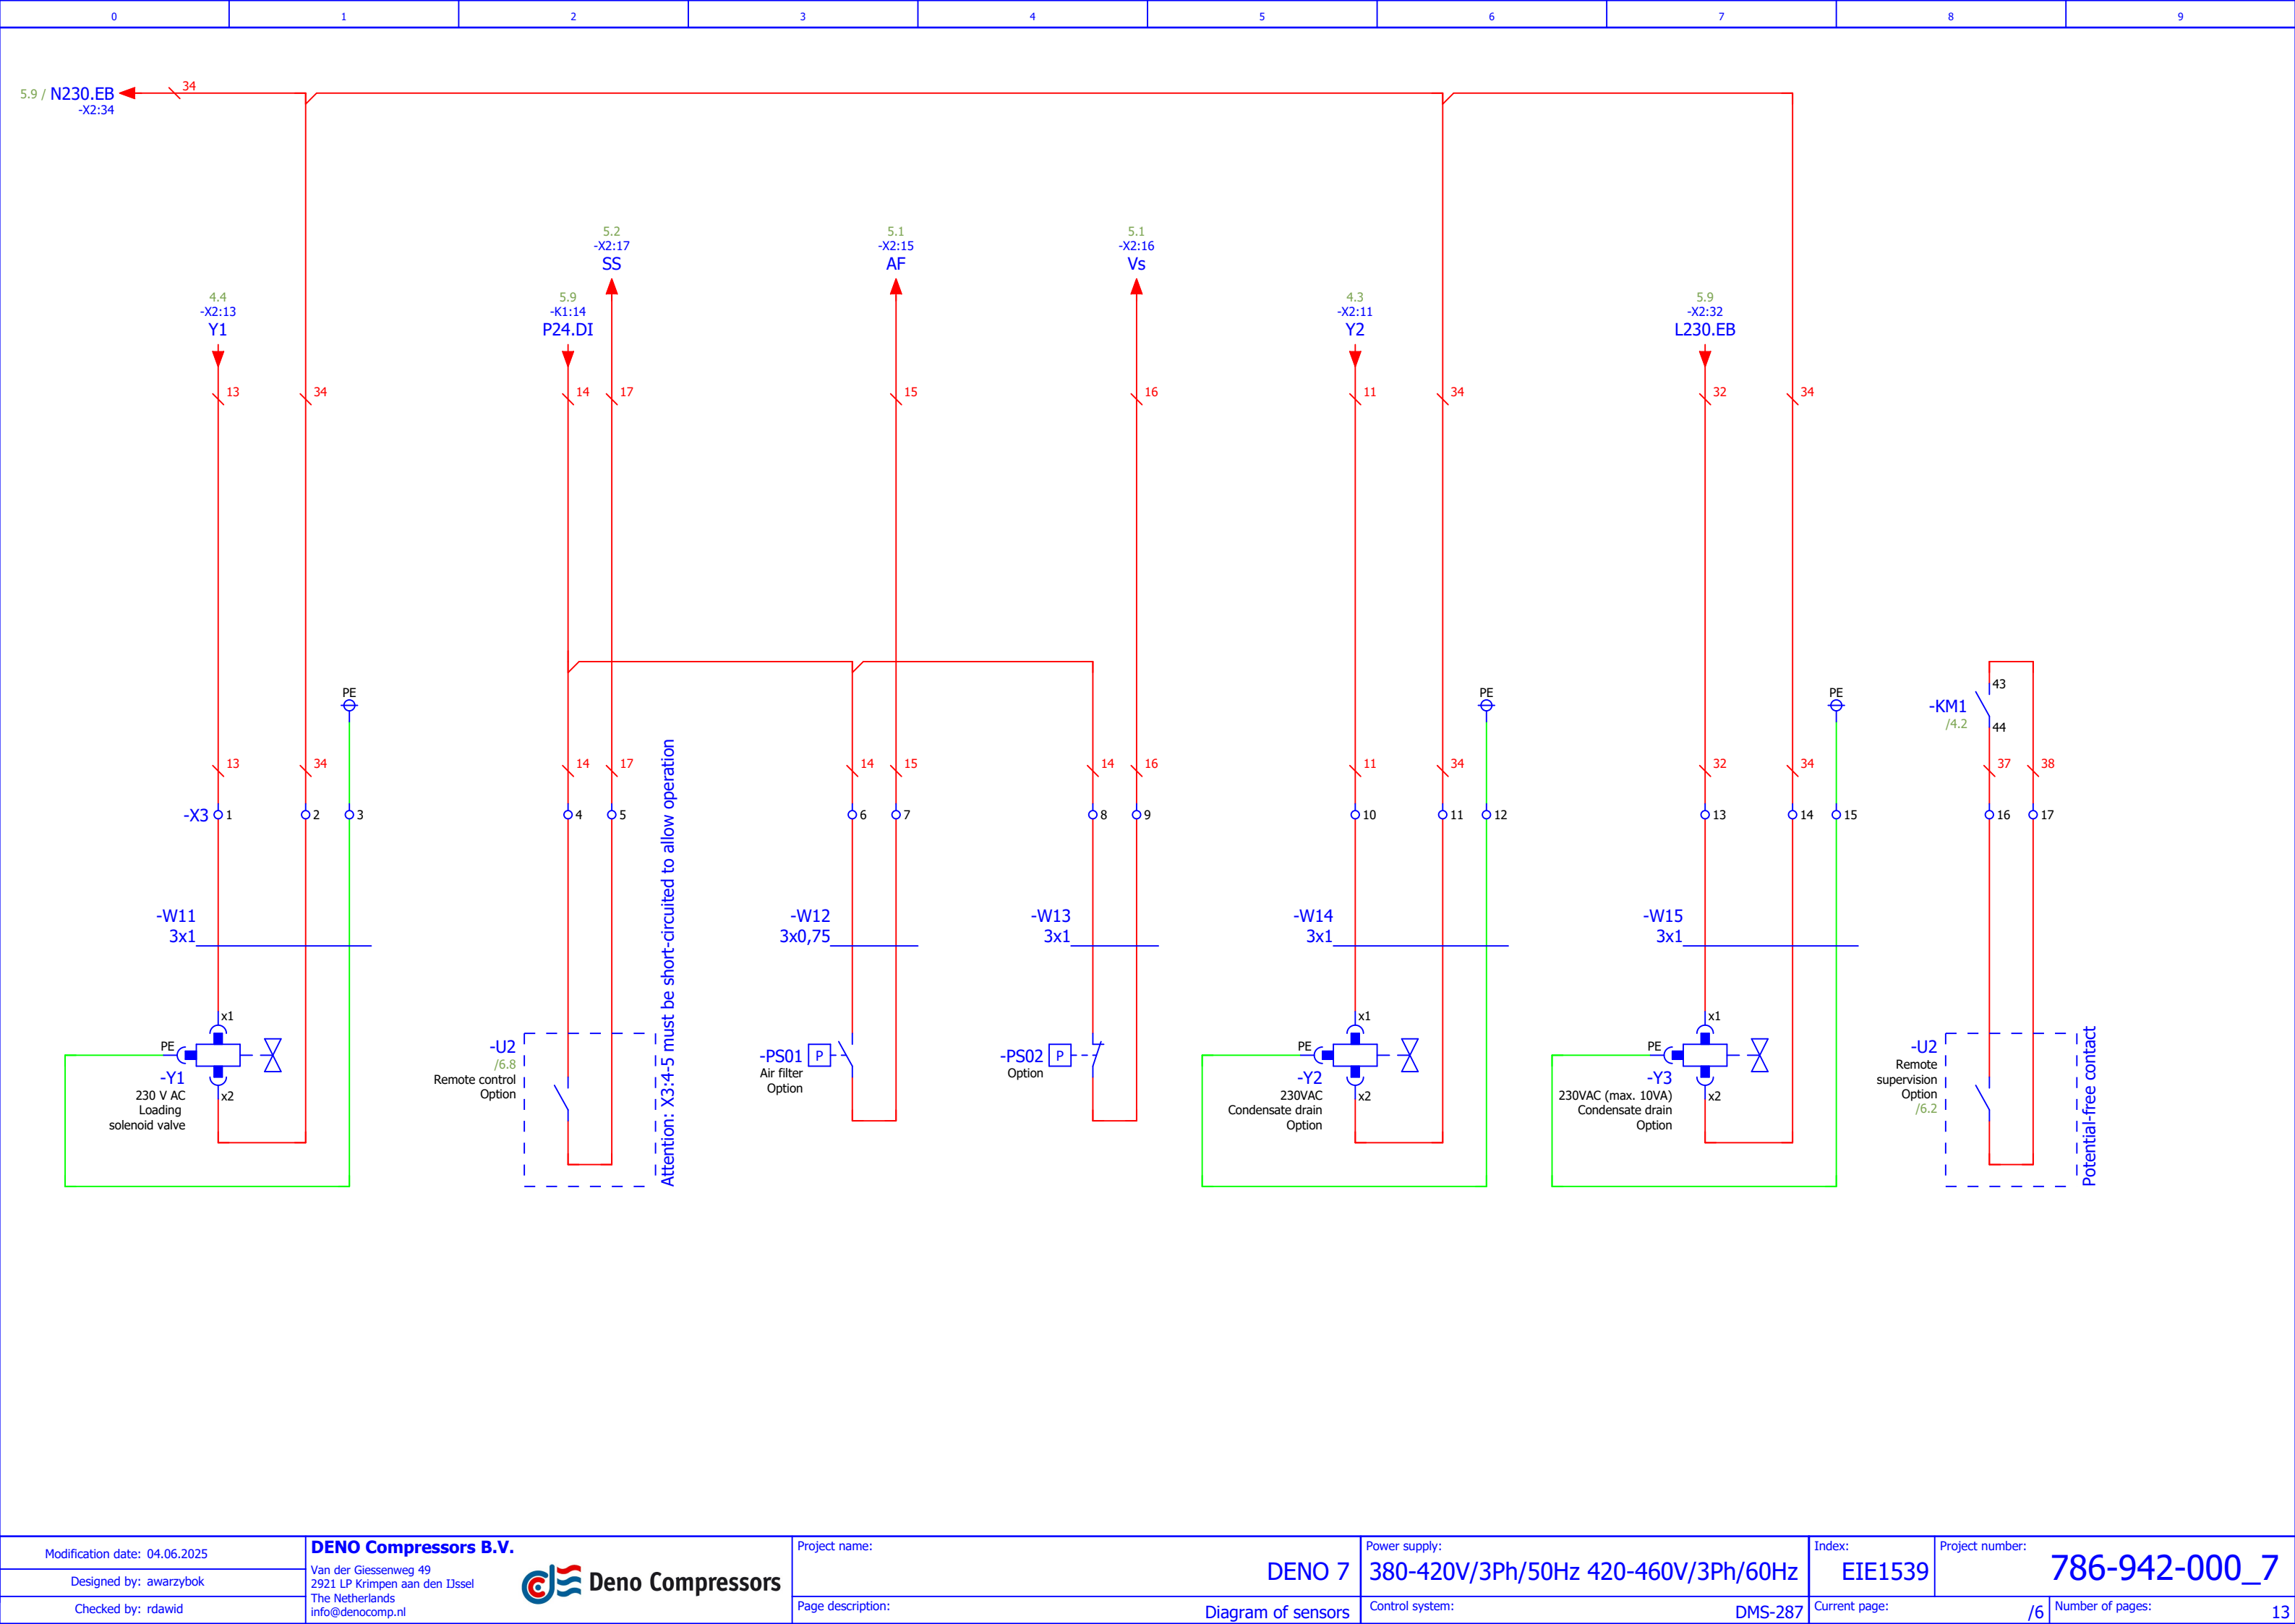 0 1 2 3 4 5 6 7 8 9
5.9 / N230.EB
-X2:34
34
5.2
-X2:17
SS
5.1
-X2:15
AF
5.1
-X2:16
Vs
4.4
-X2:13
Y1
5.9
-K1:14
P24.DI
4.3
-X2:11
Y2
5.9
-X2:32
L230.EB
13 34 14 17 15 16 11 34 32 34
PE PE PE
-KM1
/4.2
43
44
13 34 14 17 14 15 14 16 11 34 32 34 37 38
-X3 1 2 3 4 5 6 7 8 9 10 11 12 13 14 15 16 17
Attention: X3:4-5 must be short-circuited to allow operation
-W11
3x1
-W12
3x0,75
-W13
3x1
-W14
3x1
-W15
3x1
x1
PE
-Y1
x2
230 V AC
Loading
solenoid valve
-U2
/6.8
Remote control
Option
-PS01 P
Air filter
Option
-PS02 P
Option
x1
PE
-Y2
x2
230VAC
Condensate drain
Option
x1
PE
-Y3
x2
230VAC (max. 10VA)
Condensate drain
Option
-U2
Remote
supervision
Option
/6.2
Potential-free contact
Modification date: 04.06.2025
Designed by: awarzybok
Checked by: rdawid
DENO Compressors B.V.
Van der Giessenweg 49
2921 LP Krimpen aan den IJssel
The Netherlands
info@denocomp.nl
Deno Compressors
Project name:
DENO 7
Page description:
Diagram of sensors
Power supply:
380-420V/3Ph/50Hz 420-460V/3Ph/60Hz
Control system:
DMS-287
Index:
EIE1539
Project number:
786-942-000_7
Current page:
/6
Number of pages:
13